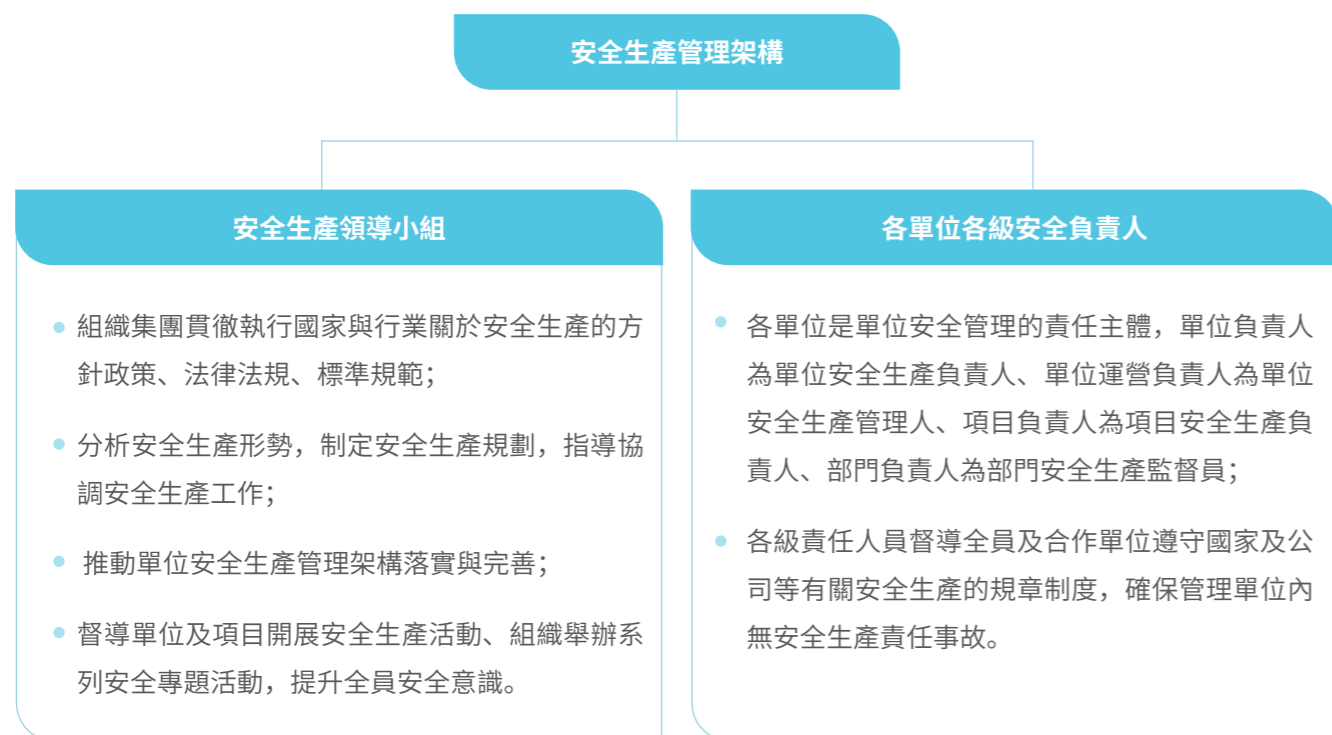 安全生產管理架構
安全生產領導小組
組織集團貫徹執行國家與行業關於安全生產的方
針政策、法律法規、標準規範；
分析安全生產形勢，制定安全生產規劃，指導協
調安全生產工作；
推動單位安全生產管理架構落實與完善；
督導單位及項目開展安全生產活動、組織舉辦系
列安全專題活動，提升全員安全意識。
各單位各級安全負責人
各單位是單位安全管理的責任主體，單位負責人
為單位安全生產負責人、單位運營負責人為單位
安全生產管理人、項目負責人為項目安全生產負
責人、部門負責人為部門安全生產監督員；
各級責任人員督導全員及合作單位遵守國家及公
司等有關安全生產的規章制度，確保管理單位內
無安全生產責任事故。